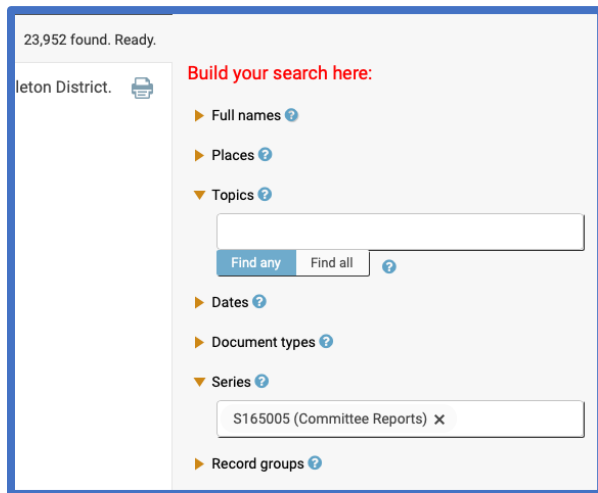 23,952 found. Ready.
leton District.
Build your search here:
Full names ?
Places ?
Topics ?
Find any Find all ?
Dates ?
Document types ?
Series ?
S165005 (Committee Reports) ×
Record groups ?